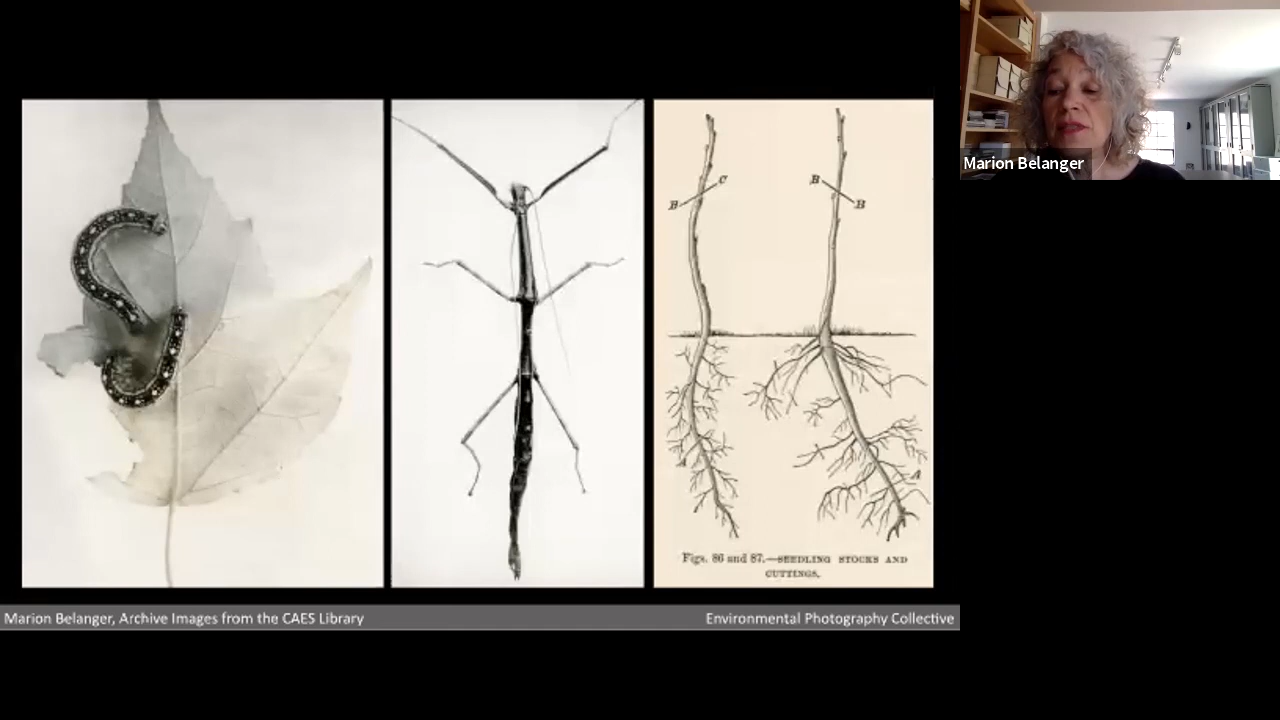 Marion Belanger
C
B
B
B
A
Figs. 86 and 87.—SEEDLING STOCKS AND
CUTTINGS.
Marion Belanger, Archive Images from the CAES Library
Environmental Photography Collective